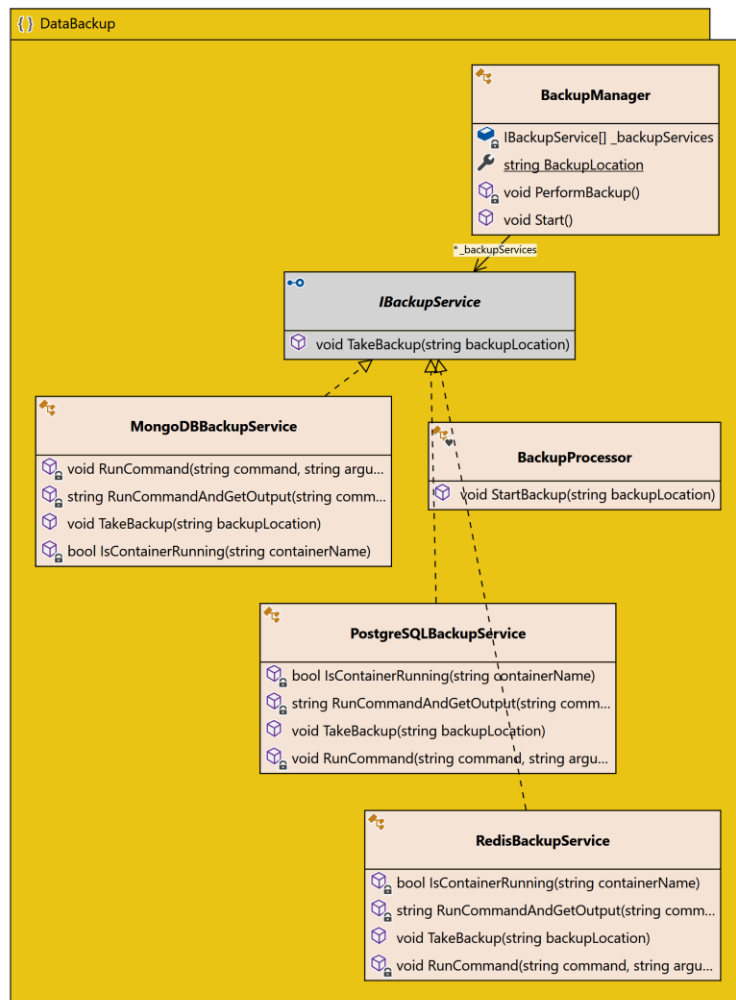 { } DataBackup
BackupManager
IBackupService[] _backupServices
string BackupLocation
void PerformBackup()
void Start()
* _backupServices
IBackupService
void TakeBackup(string backupLocation)
MongoDBBackupService
void RunCommand(string command, string argu...
string RunCommandAndGetOutput(string comm...
void TakeBackup(string backupLocation)
bool IsContainerRunning(string containerName)
BackupProcessor
void StartBackup(string backupLocation)
PostgreSQLBackupService
bool IsContainerRunning(string containerName)
string RunCommandAndGetOutput(string comm...
void TakeBackup(string backupLocation)
void RunCommand(string command, string argu...
RedisBackupService
bool IsContainerRunning(string containerName)
string RunCommandAndGetOutput(string comm...
void TakeBackup(string backupLocation)
void RunCommand(string command, string argu...